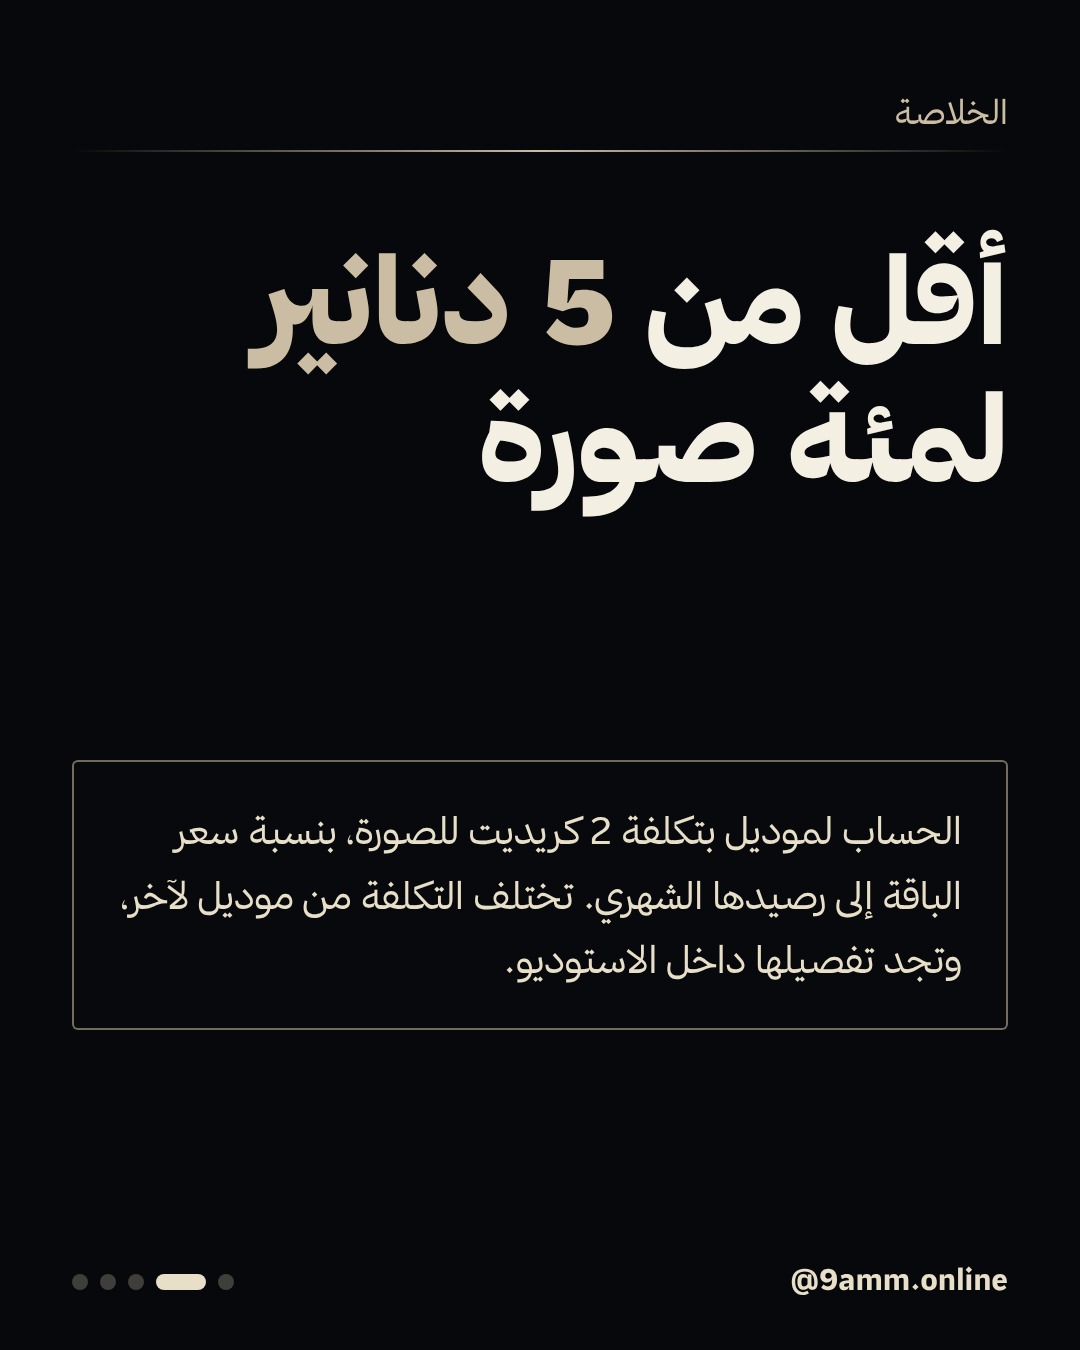 الخلاصة
أقل من 5 دنانير
لمئة صورة
الحساب لموديل بتكلفة 2 كريديت للصورة، بنسبة سعر
الباقة إلى رصيدها الشهري. تختلف التكلفة من موديل لآخر،
وتجد تفصيلها داخل الاستوديو.
@9amm.online